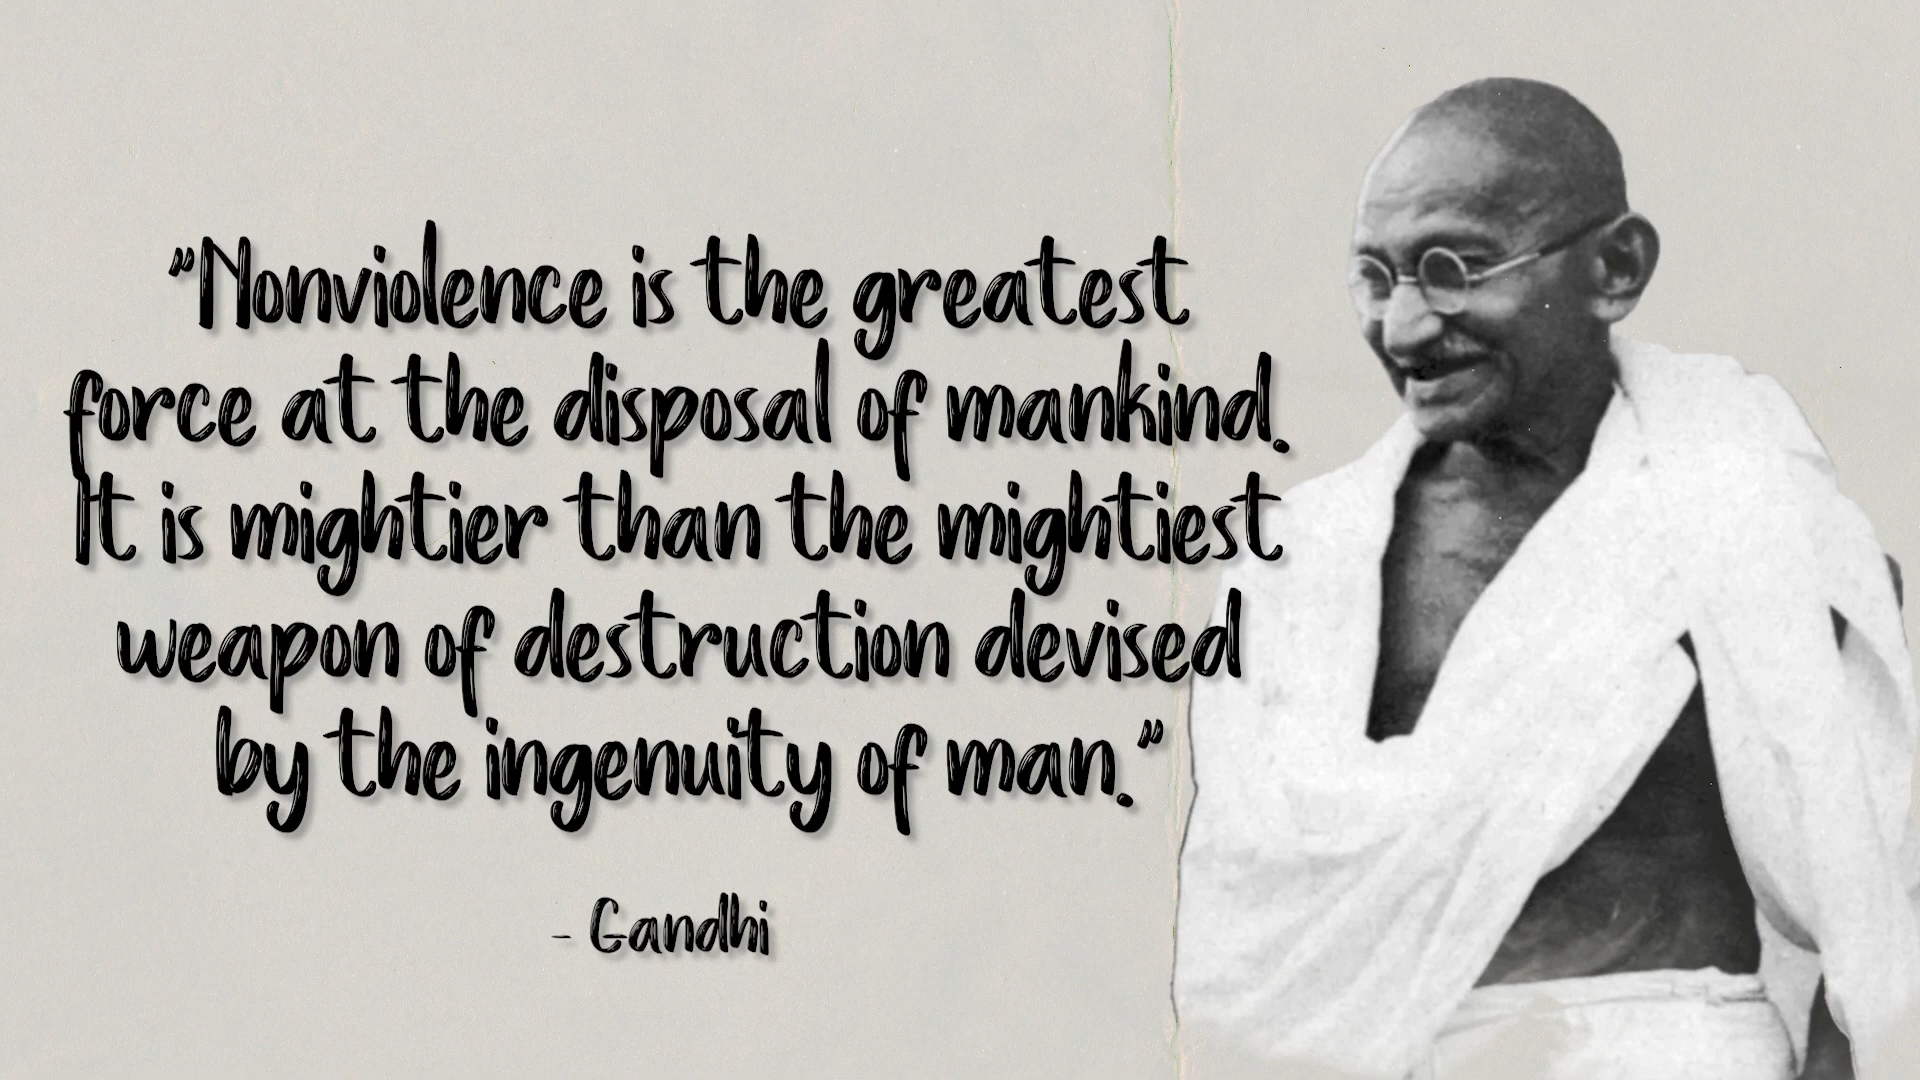 "Nonviolence is the greatest
force at the disposal of mankind.
It is mightier than the mightiest
weapon of destruction devised
by the ingenuity of man."
- Gandhi